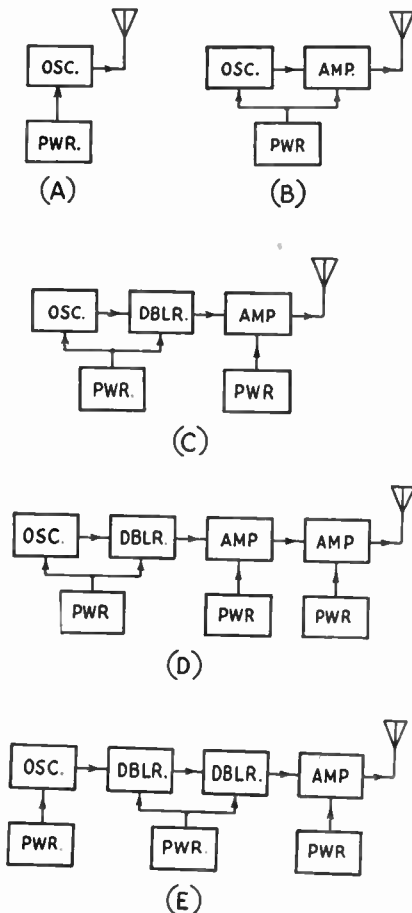 OSC.
PWR.
(A)
OSC. AMP.
PWR
(B)
OSC. DBLR. AMP
PWR. PWR
(C)
OSC. DBLR. AMP AMP
PWR PWR PWR
(D)
OSC. DBLR. DBLR. AMP
PWR. PWR. PWR
(E)